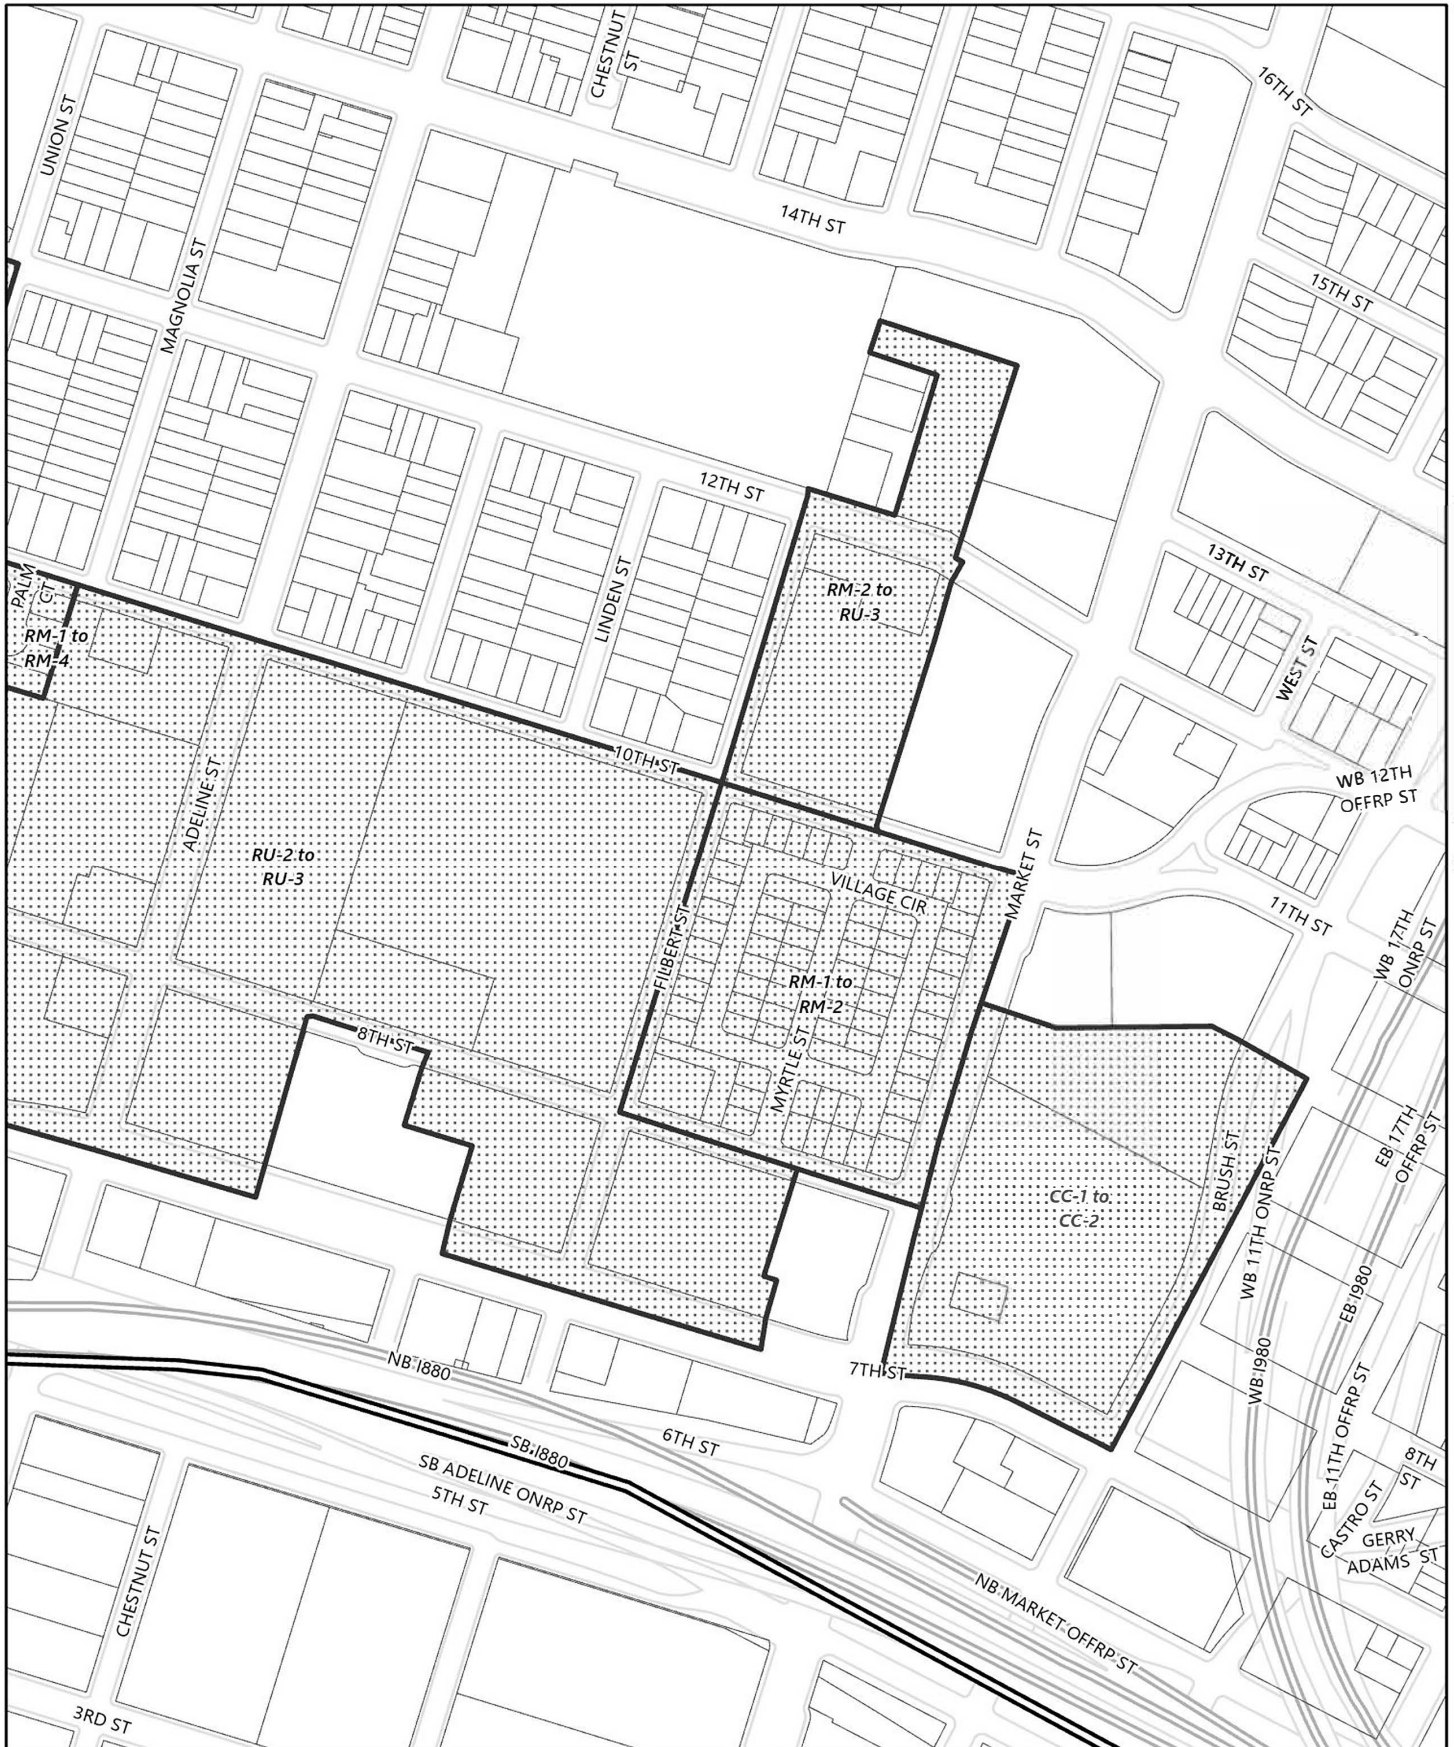 CHESTNUT
ST
16TH ST
UNION ST
14TH ST
MAGNOLIA ST
15TH ST
12TH ST
13TH ST
PALM
CT
LINDEN ST
RM-2 to
RU-3
RM-1 to
RM-4
WEST ST
10TH ST
WB 12TH
OFFRP ST
ADELINE ST
RU-2 to
RU-3
VILLAGE CIR
MARKET ST
11TH ST
FILBERT ST
WB 17TH
ONRP ST
RM-1 to
RM-2
8TH ST
MYRTLE ST
EB 17TH
OFFRP ST
BRUSH ST
CC-1 to
CC-2
WB 11TH ONRP ST
EB I980
NB I880
7TH ST
WB I980
6TH ST
SB I880
EB 11TH OFFRP ST
8TH
ST
SB ADELINE ONRP ST
5TH ST
CASTRO ST
GERRY
ADAMS ST
CHESTNUT ST
NB MARKET OFFRP ST
3RD ST